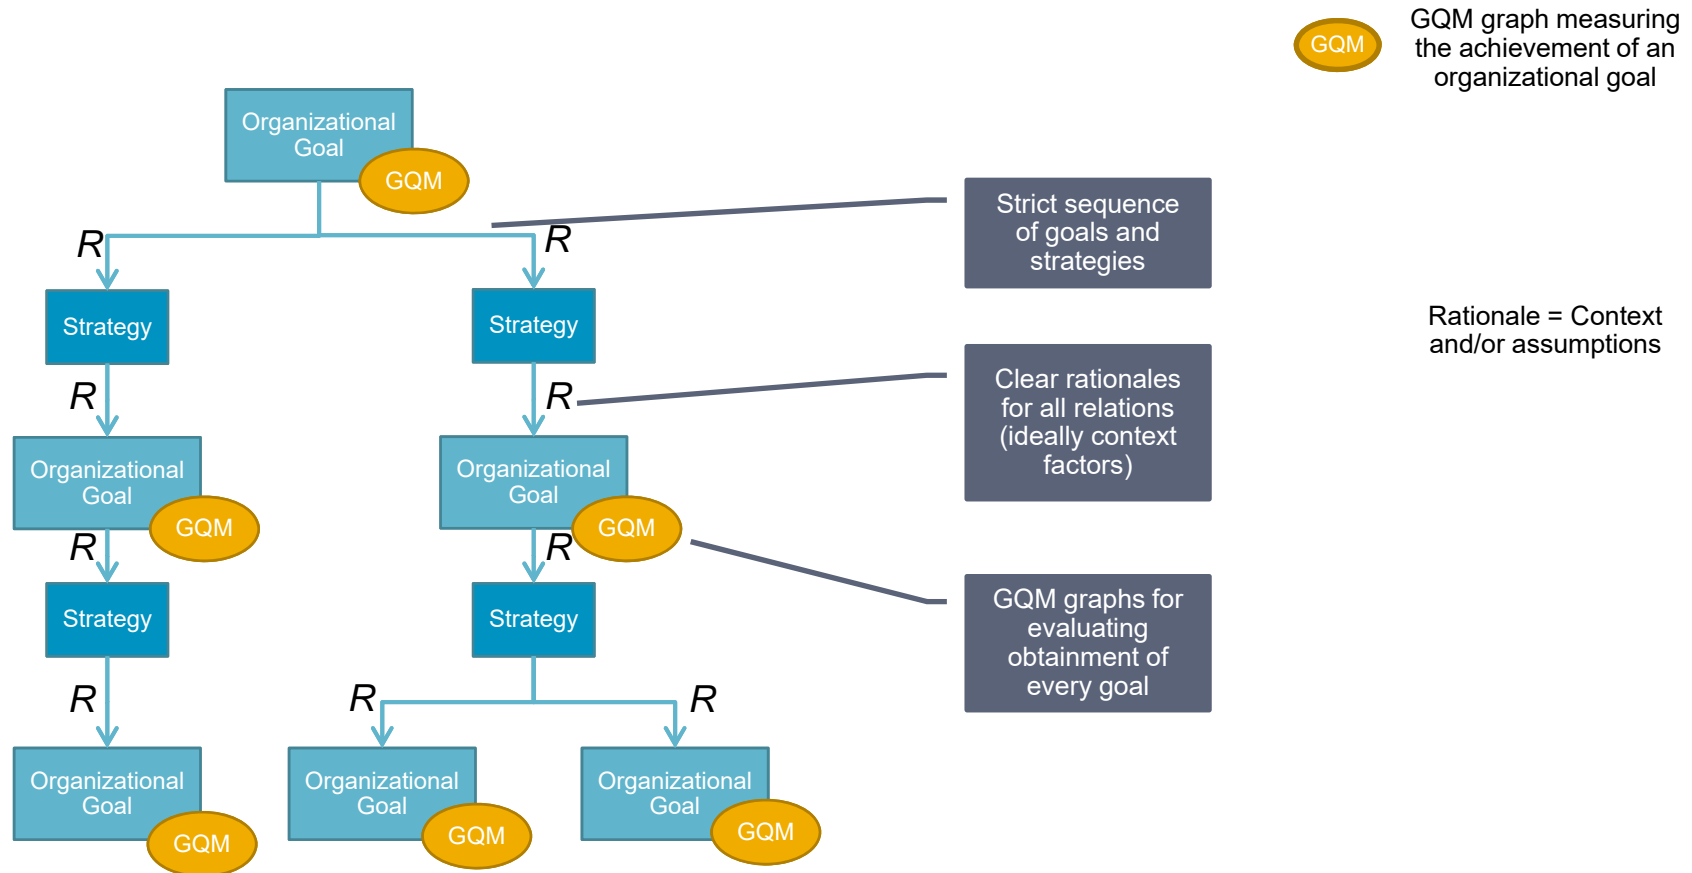 GQM
GQM graph measuring
the achievement of an
organizational goal
Organizational
Goal
GQM
Strict sequence
of goals and
strategies
R
R
Strategy
Strategy
Rationale = Context
and/or assumptions
Clear rationales
for all relations
(ideally context
factors)
R
R
Organizational
Goal
GQM
Organizational
Goal
GQM
R
R
GQM graphs for
evaluating
obtainment of
every goal
Strategy
Strategy
R
R
R
Organizational
Goal
GQM
Organizational
Goal
GQM
Organizational
Goal
GQM